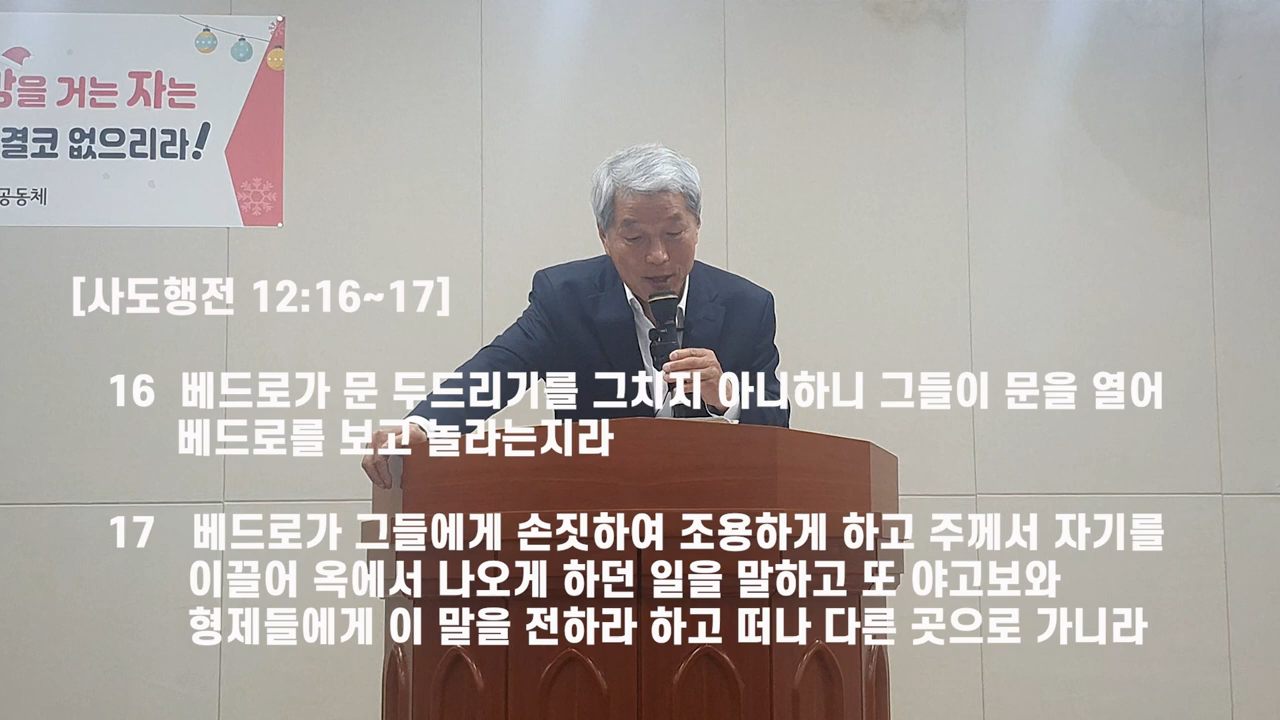 을 거는 자는
결코 없으리라!
공동체
[사도행전 12:16~17]
16 베드로가 문 두드리기를 그치지 아니하니 그들이 문을 열어
베드로를 보고 놀라는지라
17 베드로가 그들에게 손짓하여 조용하게 하고 주께서 자기를
이끌어 옥에서 나오게 하던 일을 말하고 또 야고보와
형제들에게 이 말을 전하라 하고 떠나 다른 곳으로 가니라